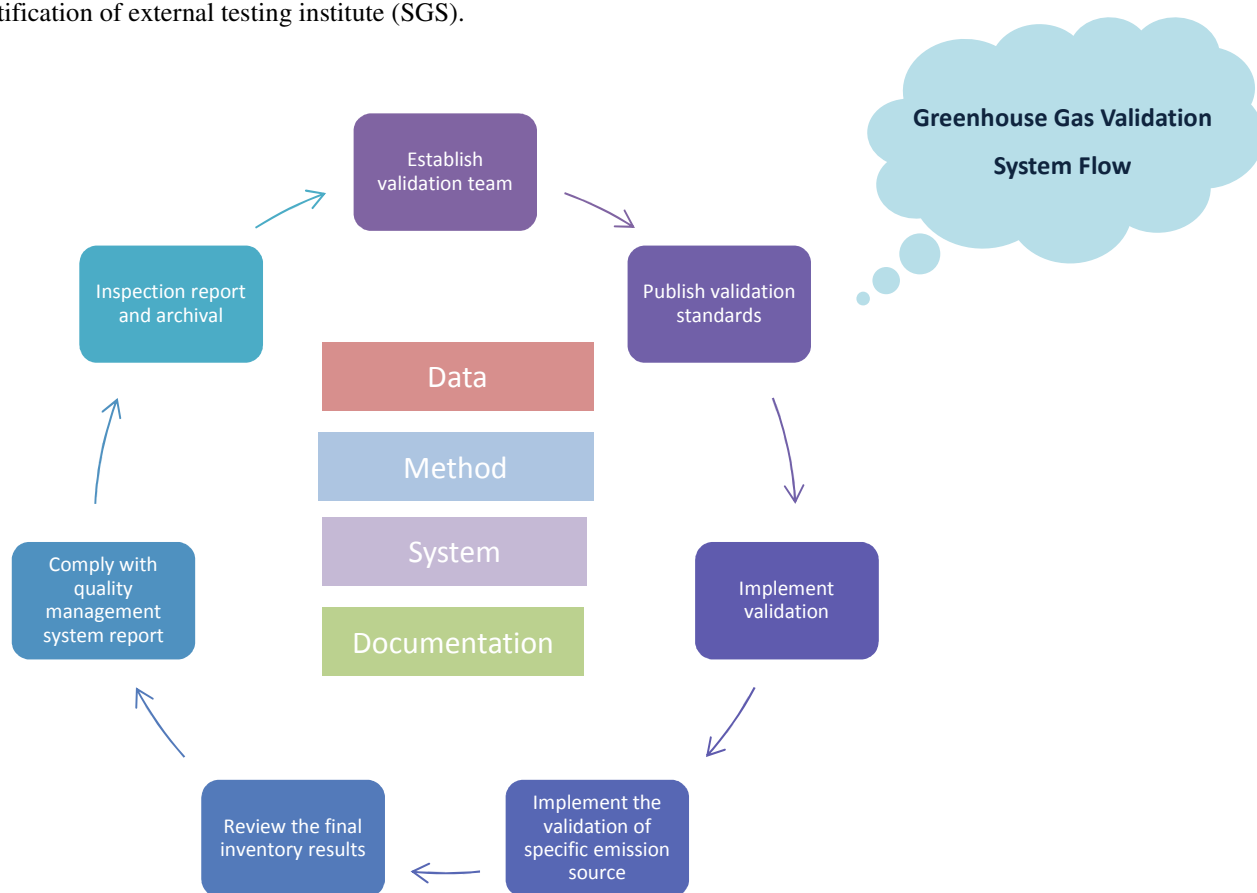 tification of external testing institute (SGS).
Greenhouse Gas Validation
System Flow
Establish
validation team
Publish validation
standards
Implement
validation
Implement the
validation of
specific emission
source
Review the final
inventory results
Comply with
quality
management
system report
Inspection report
and archival
Data
Method
System
Documentation